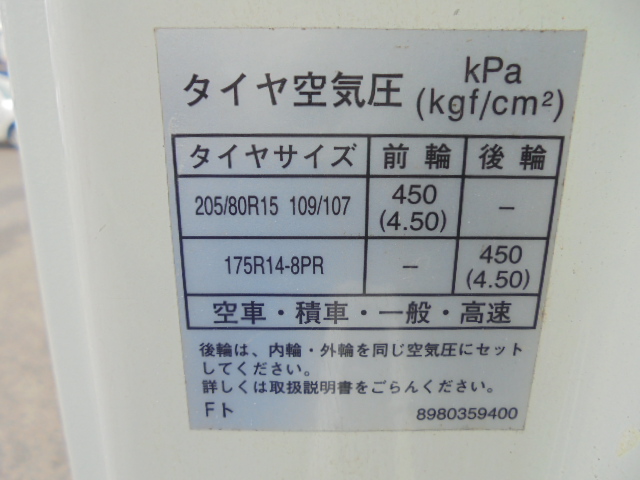 タイヤ空気圧 kPa (kgf/cm²)
タイヤサイズ 前輪 後輪
205/80R15 109/107 450 (4.50) –
175R14-8PR – 450 (4.50)
空車・積車・一般・高速
後輪は、内輪・外輪を同じ空気圧にセット
してください。
詳しくは取扱説明書をごらんください。
Fト 8980359400